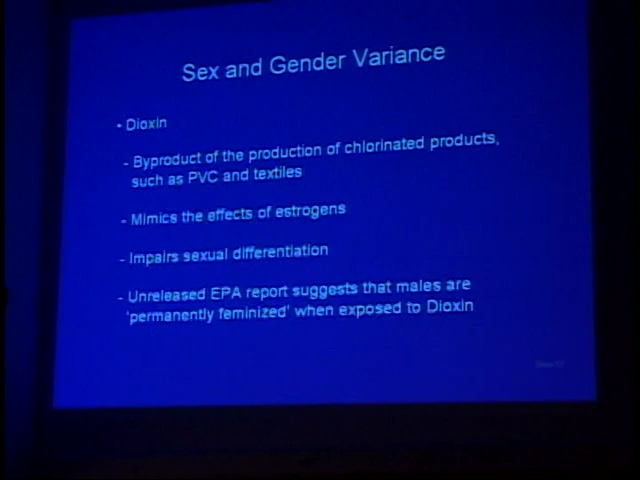 Sex and Gender Variance
- Dioxin
- Byproduct of the production of chlorinated products,
such as PVC and textiles
- Mimics the effects of estrogens
- Impairs sexual differentiation
- Unreleased EPA report suggests that males are
'permanently feminized' when exposed to Dioxin